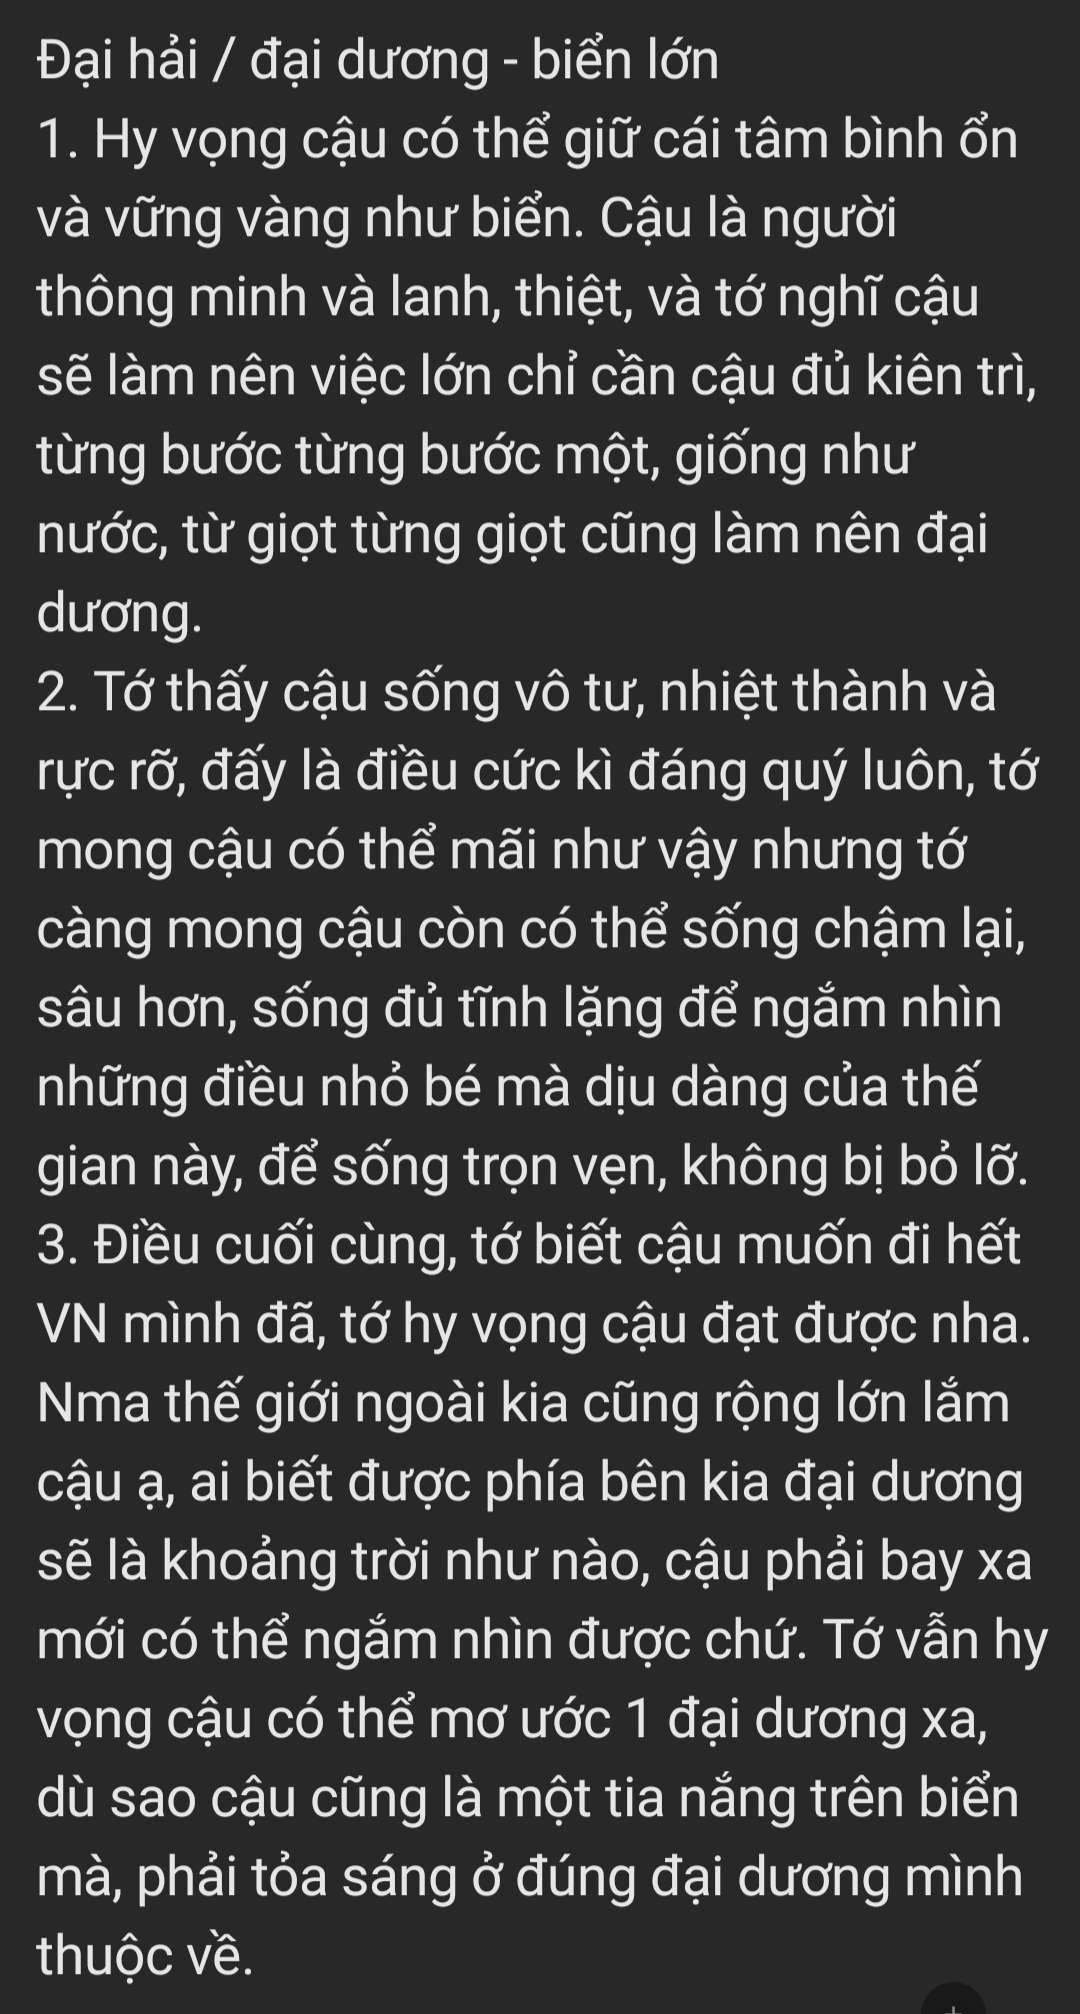 Đại hải / đại dương - biển lớn
1. Hy vọng cậu có thể giữ cái tâm bình ổn
và vững vàng như biển. Cậu là người
thông minh và lanh, thiệt, và tớ nghĩ cậu
sẽ làm nên việc lớn chỉ cần cậu đủ kiên trì,
từng bước từng bước một, giống như
nước, từ giọt từng giọt cũng làm nên đại
dương.
2. Tớ thấy cậu sống vô tư, nhiệt thành và
rực rỡ, đấy là điều cức kì đáng quý luôn, tớ
mong cậu có thể mãi như vậy nhưng tớ
càng mong cậu còn có thể sống chậm lại,
sâu hơn, sống đủ tĩnh lặng để ngắm nhìn
những điều nhỏ bé mà dịu dàng của thế
gian này, để sống trọn vẹn, không bị bỏ lỡ.
3. Điều cuối cùng, tớ biết cậu muốn đi hết
VN mình đã, tớ hy vọng cậu đạt được nha.
Nma thế giới ngoài kia cũng rộng lớn lắm
cậu ạ, ai biết được phía bên kia đại dương
sẽ là khoảng trời như nào, cậu phải bay xa
mới có thể ngắm nhìn được chứ. Tớ vẫn hy
vọng cậu có thể mơ ước 1 đại dương xa,
dù sao cậu cũng là một tia nắng trên biển
mà, phải tỏa sáng ở đúng đại dương mình
thuộc về.